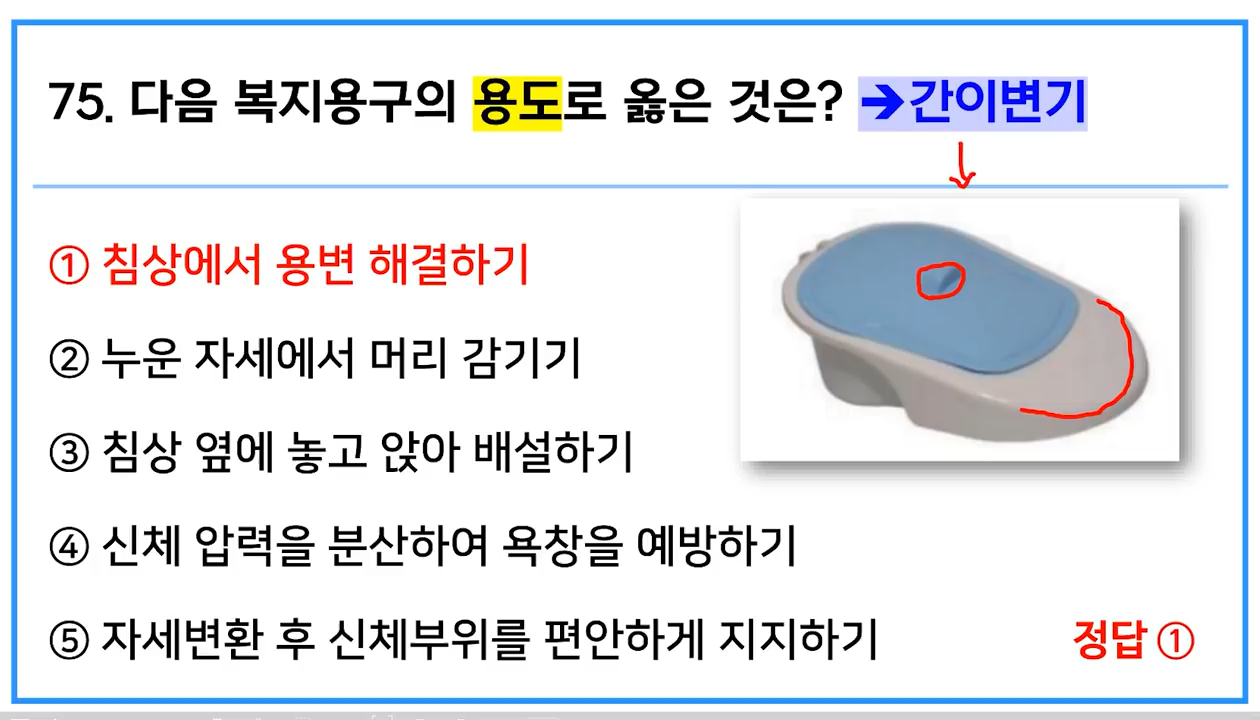 75. 다음 복지용구의 용도로 옳은 것은? ➔간이변기
① 침상에서 용변 해결하기
② 누운 자세에서 머리 감기기
③ 침상 옆에 놓고 앉아 배설하기
④ 신체 압력을 분산하여 욕창을 예방하기
⑤ 자세변환 후 신체부위를 편안하게 지지하기
정답 ①